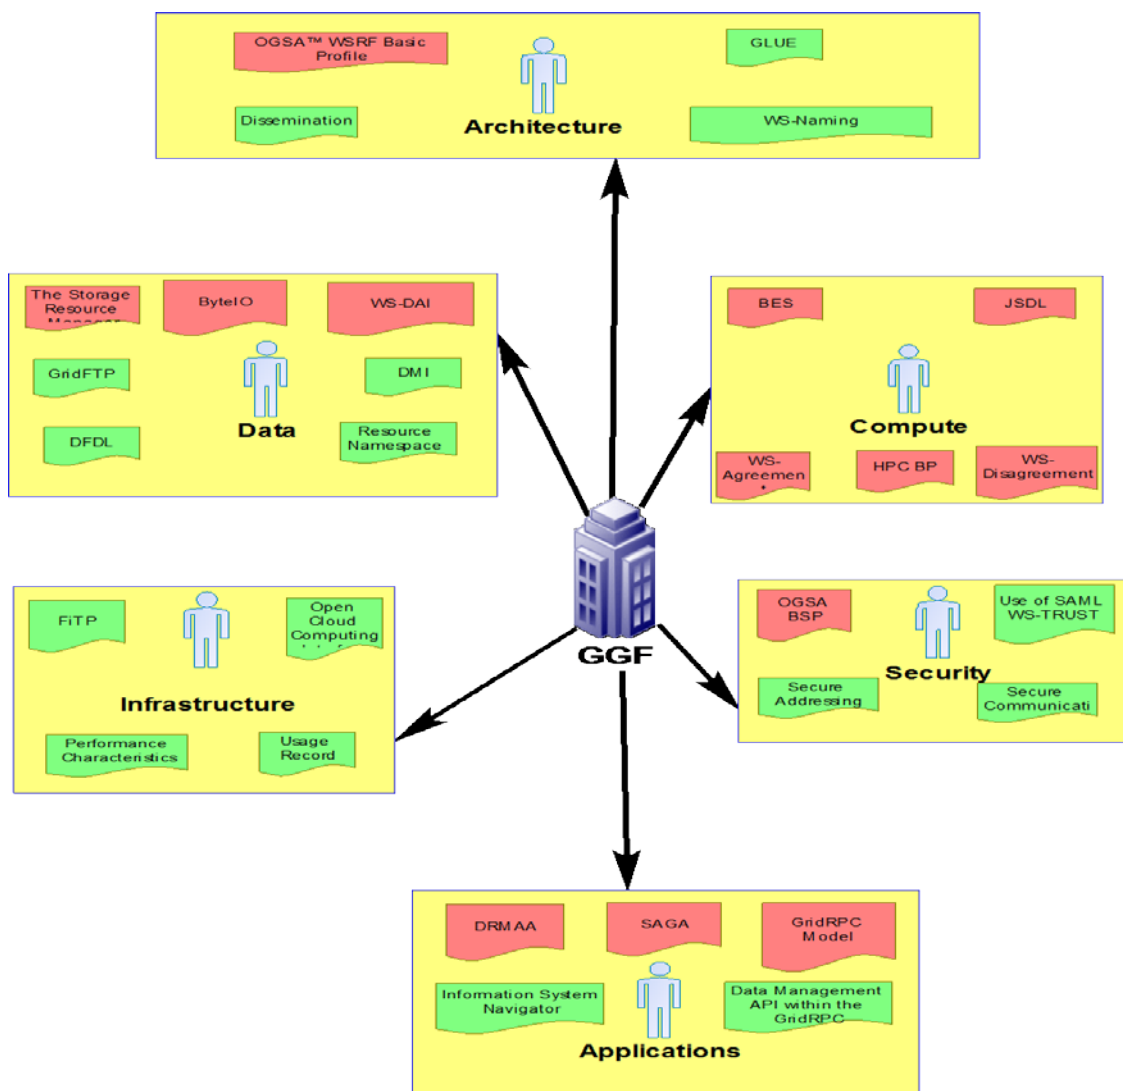 OGSA™ WSRF Basic
Profile
GLUE
Dissemination
WS-Naming
Architecture
The Storage
Resource
ByteIO
WS-DAI
GridFTP
DMI
Data
DFDL
Resource
Namespace
BES
JSDL
Compute
WS-
Agreemen
HPC BP
WS-
Disagreement
GGF
FiTP
Open
Cloud
Computing
Infrastructure
Performance
Characteristics
Usage
Record
OGSA
BSP
Use of SAML
WS-TRUST
Security
Secure
Addressing
Secure
Communicati
DRMAA
SAGA
GridRPC
Model
Information System
Navigator
Data Management
API within the
GridRPC
Applications